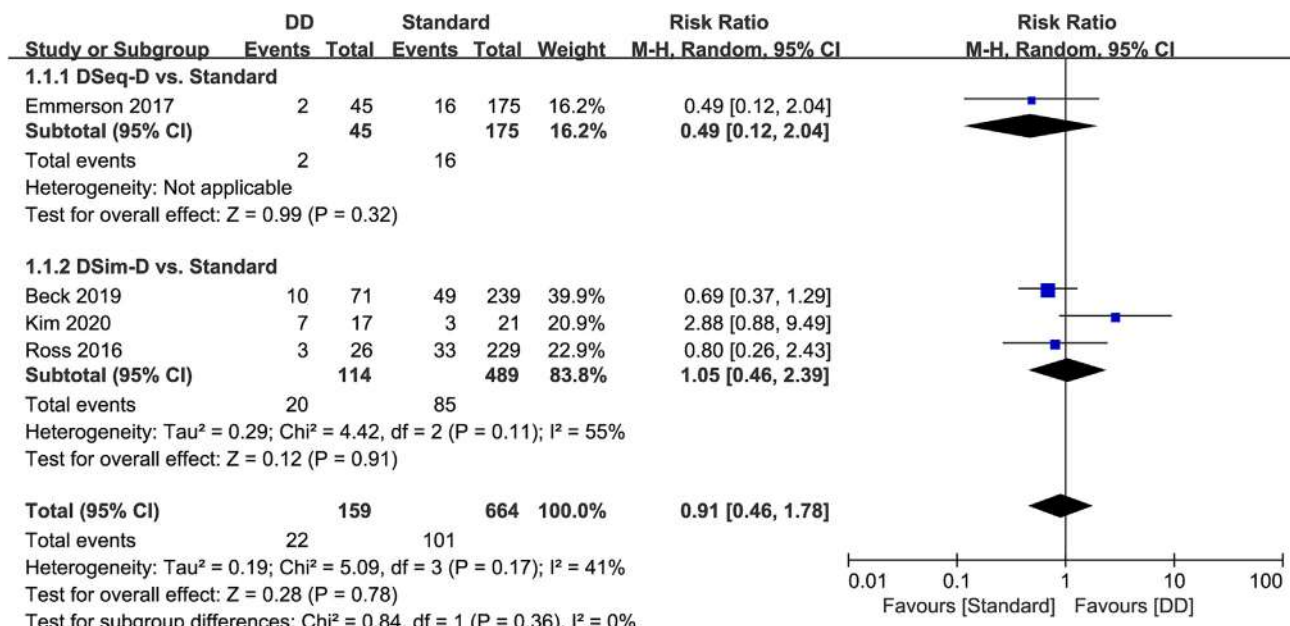 DD Standard Risk Ratio Risk Ratio
Study or Subgroup Events Total Events Total Weight M-H, Random, 95% CI M-H, Random, 95% CI
1.1.1 DSeq-D vs. Standard
Emmerson 2017 2 45 16 175 16.2% 0.49 [0.12, 2.04]
Subtotal (95% CI) 45 175 16.2% 0.49 [0.12, 2.04]
Total events 2 16
Heterogeneity: Not applicable
Test for overall effect: Z = 0.99 (P = 0.32)
1.1.2 DSim-D vs. Standard
Beck 2019 10 71 49 239 39.9% 0.69 [0.37, 1.29]
Kim 2020 7 17 3 21 20.9% 2.88 [0.88, 9.49]
Ross 2016 3 26 33 229 22.9% 0.80 [0.26, 2.43]
Subtotal (95% CI) 114 489 83.8% 1.05 [0.46, 2.39]
Total events 20 85
Heterogeneity: Tau² = 0.29; Chi² = 4.42, df = 2 (P = 0.11); I² = 55%
Test for overall effect: Z = 0.12 (P = 0.91)
Total (95% CI) 159 664 100.0% 0.91 [0.46, 1.78]
Total events 22 101
Heterogeneity: Tau² = 0.19; Chi² = 5.09, df = 3 (P = 0.17); I² = 41%
Test for overall effect: Z = 0.28 (P = 0.78)
Test for subgroup differences: Chi² = 0.84, df = 1 (P = 0.36), I² = 0%
0.01 0.1 1 10 100
Favours [Standard] Favours [DD]